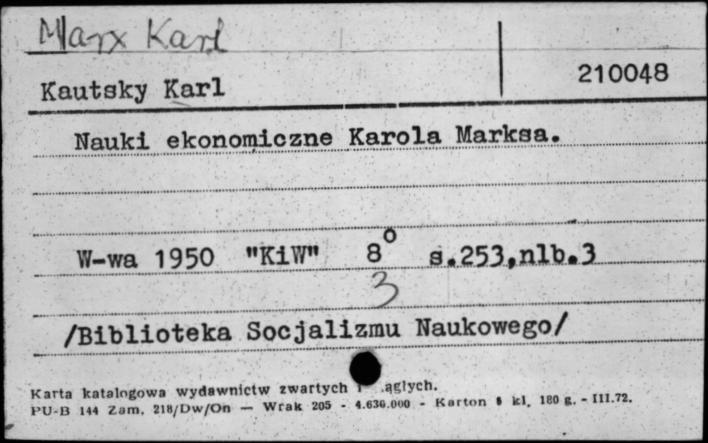 Marx Karl
Kautsky Karl 210048
Nauki ekonomiczne Karola Marksa.
W-wa 1950 "KiW" 8° s.253,nlb.3
3
/Biblioteka Socjalizmu Naukowego/
Karta katalogowa wydawnictw zwartych i ągłych.
PU-B 144 Zam. 218/Dw/On — Wrak 205 - 4.630.000 - Karton kl. 180 g. - III.72.